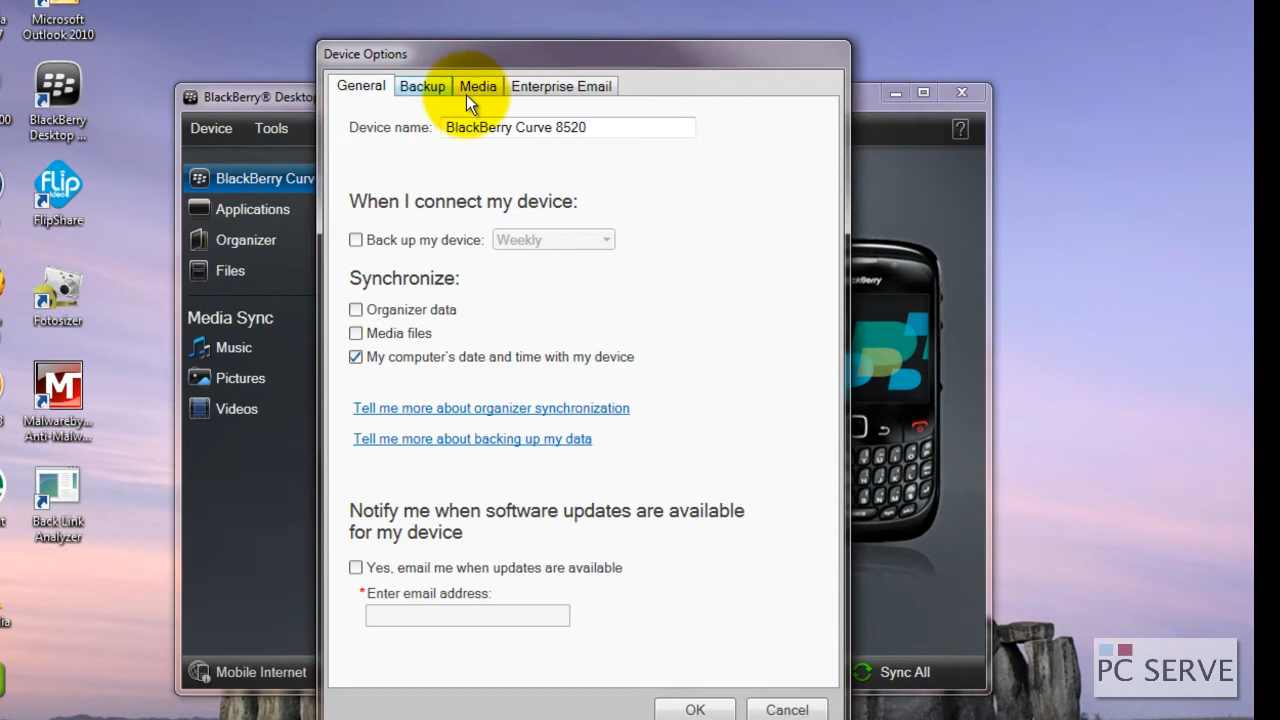 Microsoft
Outlook 2010
BlackBerry
Desktop ...
FlipShare
Fotosizer
Malwareby...
Anti-Malw...
Back Link
Analyzer
BlackBerry® Deskto
Device Tools
?
BlackBerry Curv
Applications
Organizer
Files
Media Sync
Music
Pictures
Videos
Mobile Internet
Sync All
Device Options
General Backup Media Enterprise Email
Device name: BlackBerry Curve 8520
When I connect my device:
Back up my device: Weekly
Synchronize:
Organizer data
Media files
My computer's date and time with my device
Tell me more about organizer synchronization
Tell me more about backing up my data
Notify me when software updates are available
for my device
Yes, email me when updates are available
*Enter email address:
OK Cancel
flip
video
BlackBerry
PC SERVE